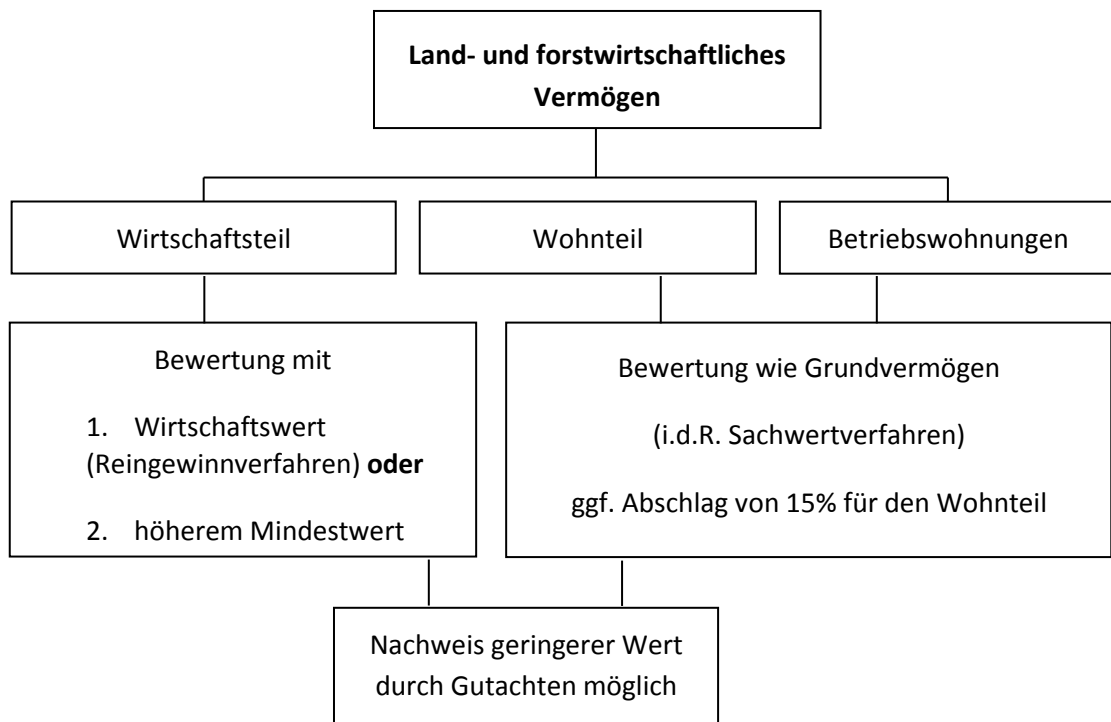 Land- und forstwirtschaftliches
Vermögen
Wirtschaftsteil
Wohnteil
Betriebswohnungen
Bewertung mit
1. Wirtschaftswert
(Reingewinnverfahren) oder
2. höherem Mindestwert
Bewertung wie Grundvermögen
(i.d.R. Sachwertverfahren)
ggf. Abschlag von 15% für den Wohnteil
Nachweis geringerer Wert
durch Gutachten möglich